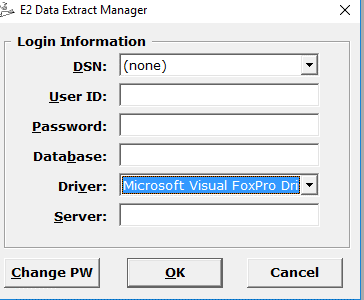 E2 Data Extract Manager
Login Information
DSN: (none)
User ID:
Password:
Database:
Driver: Microsoft Visual FoxPro Dri
Server:
Change PW OK Cancel